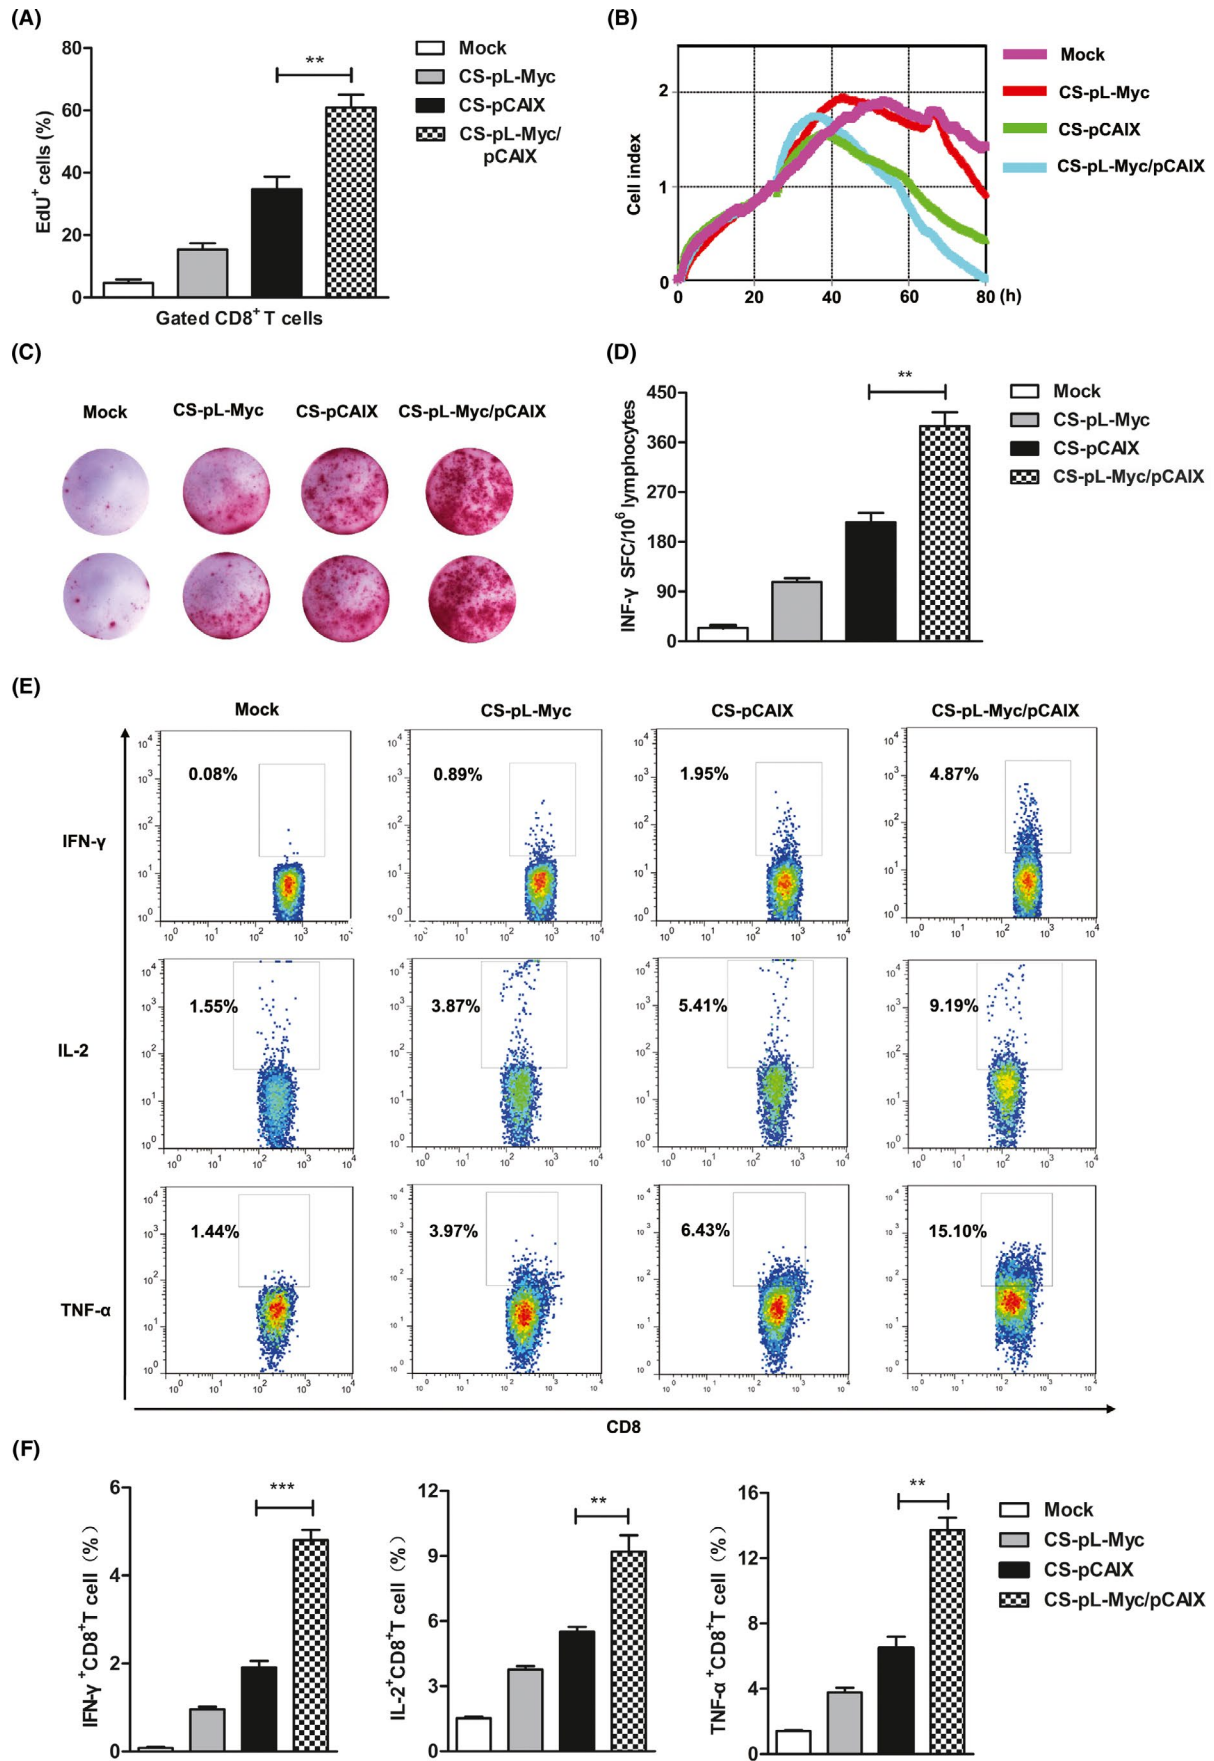 (A)
80
60
40
20
0
EdU+ cells (%)
**
Gated CD8+ T cells
Mock
CS-pL-Myc
CS-pCAIX
CS-pL-Myc/
pCAIX
(B)
Cell index
2
1
0
0 20 40 60 80 (h)
Mock
CS-pL-Myc
CS-pCAIX
CS-pL-Myc/pCAIX
(C)
Mock CS-pL-Myc CS-pCAIX CS-pL-Myc/pCAIX
(D)
INF-γ SFC/10^6 lymphocytes
450
360
270
180
90
0
**
Mock
CS-pL-Myc
CS-pCAIX
CS-pL-Myc/pCAIX
(E)
Mock CS-pL-Myc CS-pCAIX CS-pL-Myc/pCAIX
IFN-γ
0.08% 0.89% 1.95% 4.87%
IL-2
1.55% 3.87% 5.41% 9.19%
TNF-α
1.44% 3.97% 6.43% 15.10%
CD8
(F)
IFN-γ +CD8+T cell (%)
6
4
2
0
***
IL-2+CD8+T cell (%)
12
9
6
3
0
**
TNF-α +CD8+T cell (%)
16
12
8
4
0
**
Mock
CS-pL-Myc
CS-pCAIX
CS-pL-Myc/pCAIX